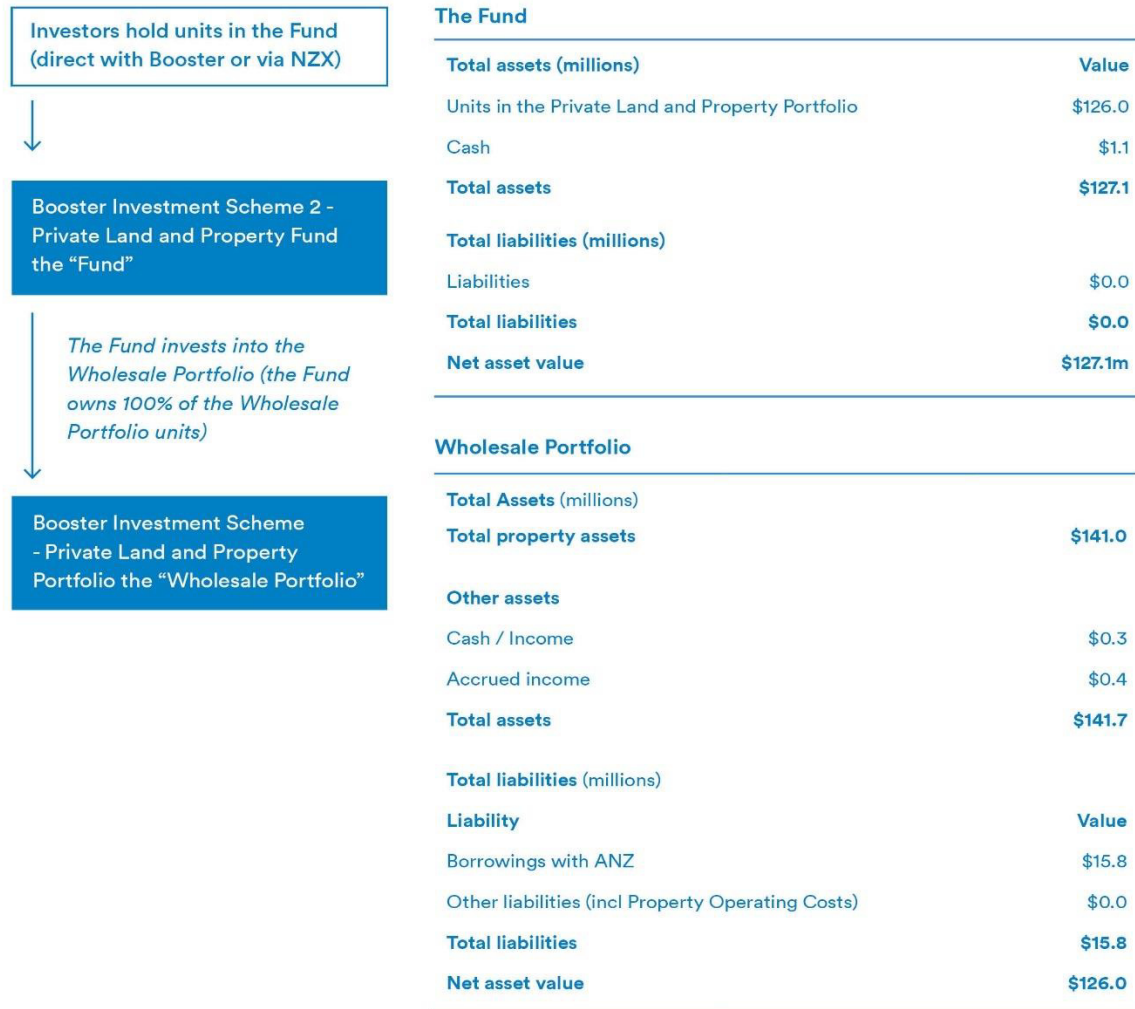 Investors hold units in the Fund
(direct with Booster or via NZX)
Booster Investment Scheme 2 -
Private Land and Property Fund
the “Fund”
The Fund invests into the
Wholesale Portfolio (the Fund
owns 100% of the Wholesale
Portfolio units)
Booster Investment Scheme
- Private Land and Property
Portfolio the “Wholesale Portfolio”
The Fund
Total assets (millions) Value
Units in the Private Land and Property Portfolio $126.0
Cash $1.1
Total assets $127.1
Total liabilities (millions)
Liabilities $0.0
Total liabilities $0.0
Net asset value $127.1m
Wholesale Portfolio
Total Assets (millions)
Total property assets $141.0
Other assets
Cash / Income $0.3
Accrued income $0.4
Total assets $141.7
Total liabilities (millions)
Liability Value
Borrowings with ANZ $15.8
Other liabilities (incl Property Operating Costs) $0.0
Total liabilities $15.8
Net asset value $126.0